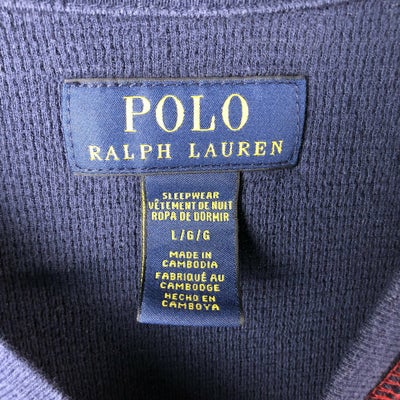 POLO
RALPH LAUREN
SLEEPWEAR
VÊTEMENT DE NUIT
ROPA DE DORMIR
L/G/G
MADE IN
CAMBODIA
FABRIQUÉ AU
CAMBODGE
HECHO EN
CAMBOYA